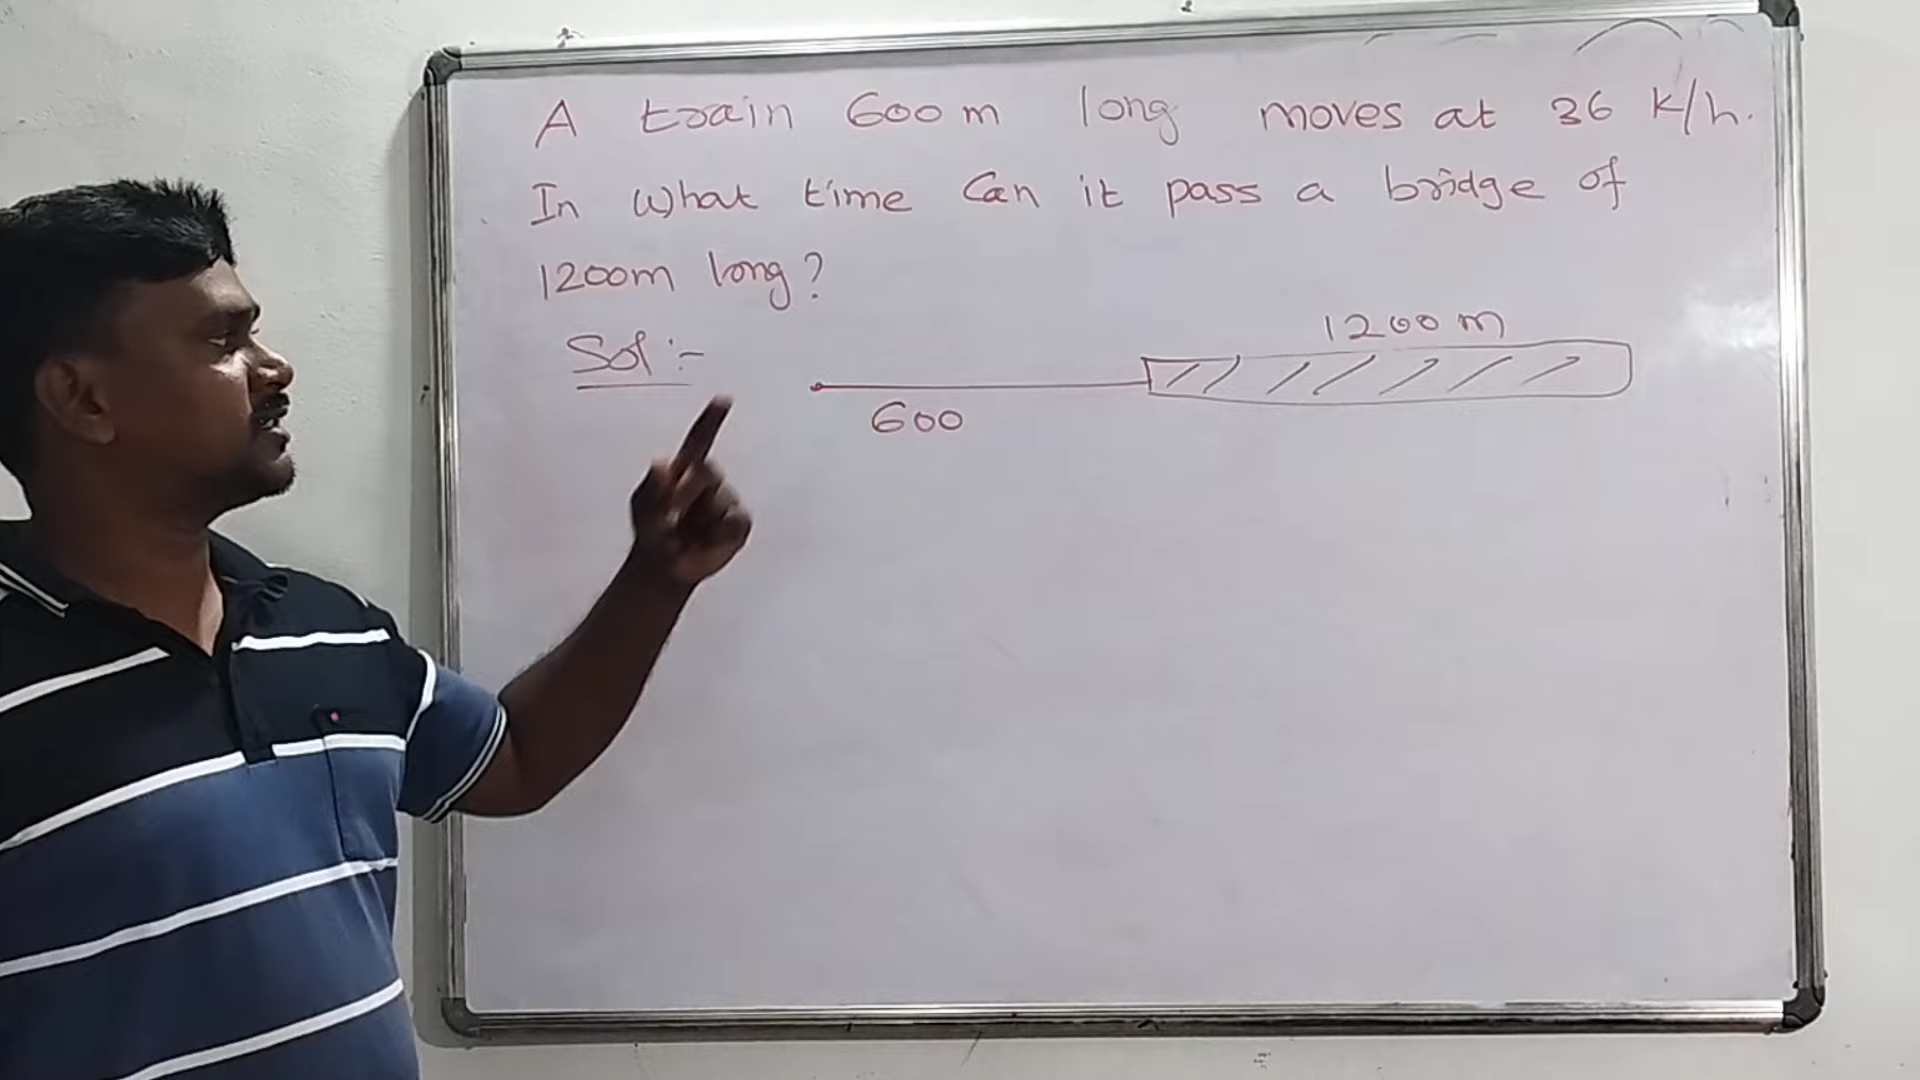 A train 600 m long moves at 36 K/h.
In what time Can it pass a bridge of
1200m long?
Sol :-
1200 m
600